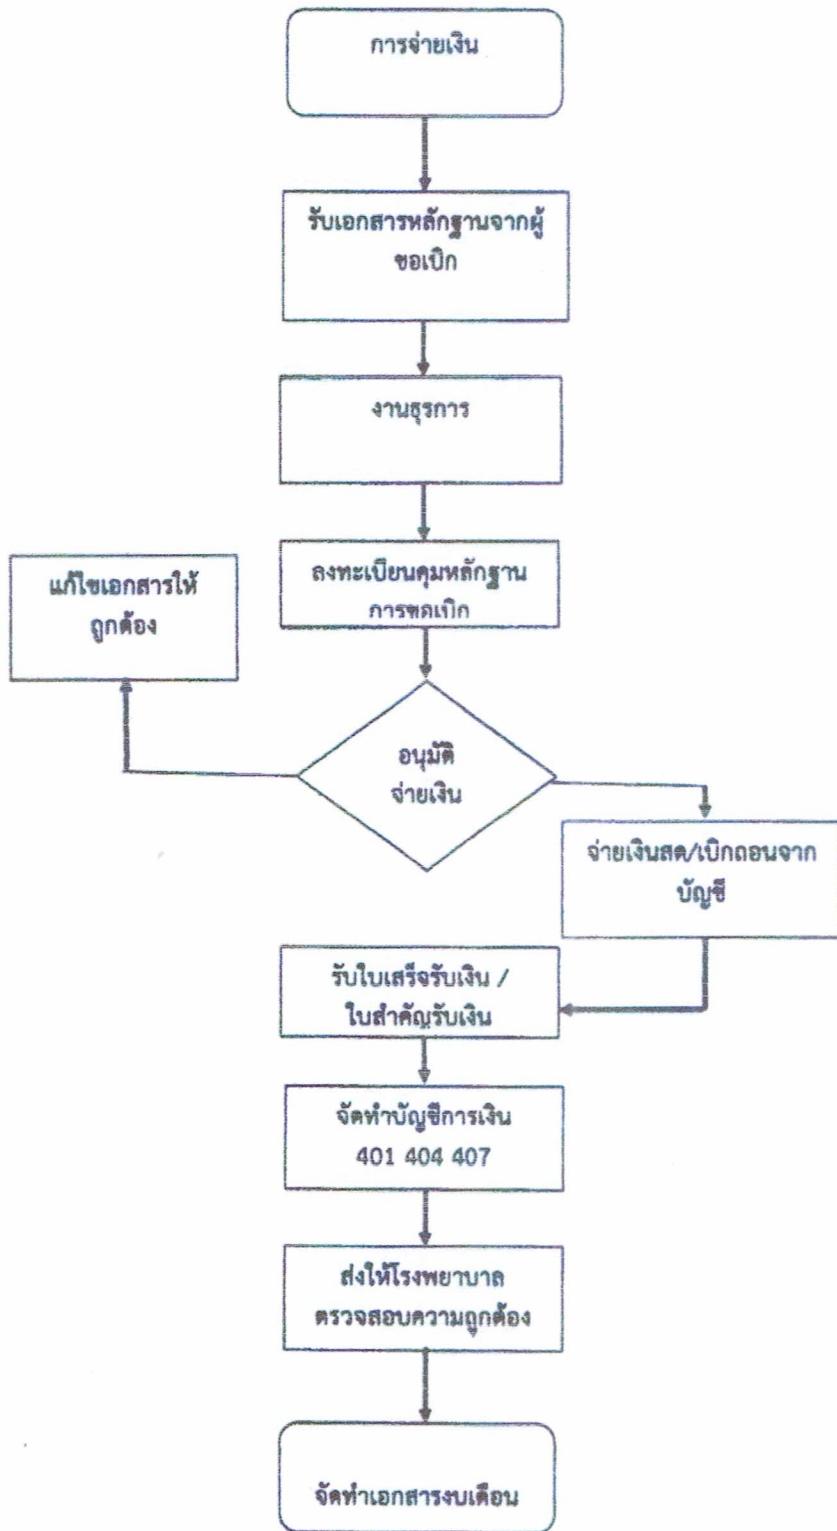 การจ่ายเงิน
รับเอกสารหลักฐานจากผู้
ขอเบิก
งานธุรการ
ลงทะเบียนคุมหลักฐาน
การขอเบิก
แก้ไขเอกสารให้
ถูกต้อง
อนุมัติ
จ่ายเงิน
จ่ายเงินสด/เบิกถอนจาก
บัญชี
รับใบเสร็จรับเงิน /
ใบสำคัญรับเงิน
จัดทำบัญชีการเงิน
401 404 407
ส่งให้โรงพยาบาล
ตรวจสอบความถูกต้อง
จัดทำเอกสารงบเดือน